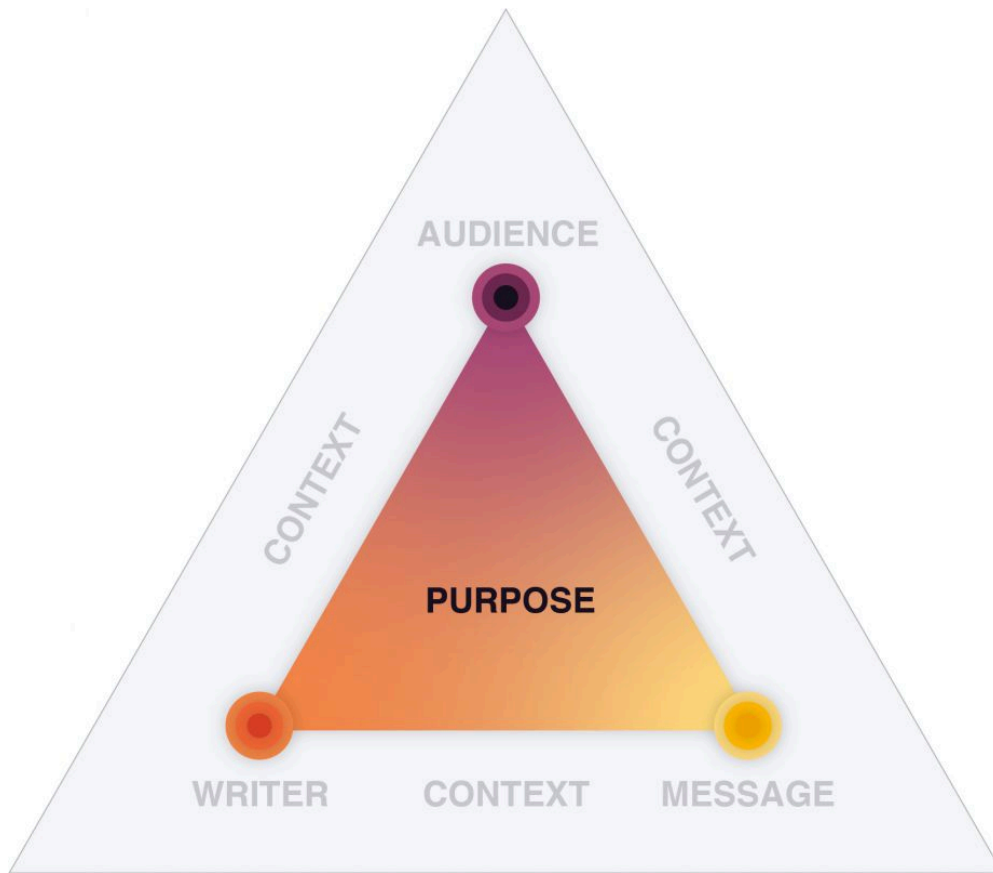 AUDIENCE
CONTEXT
CONTEXT
PURPOSE
WRITER
CONTEXT
MESSAGE